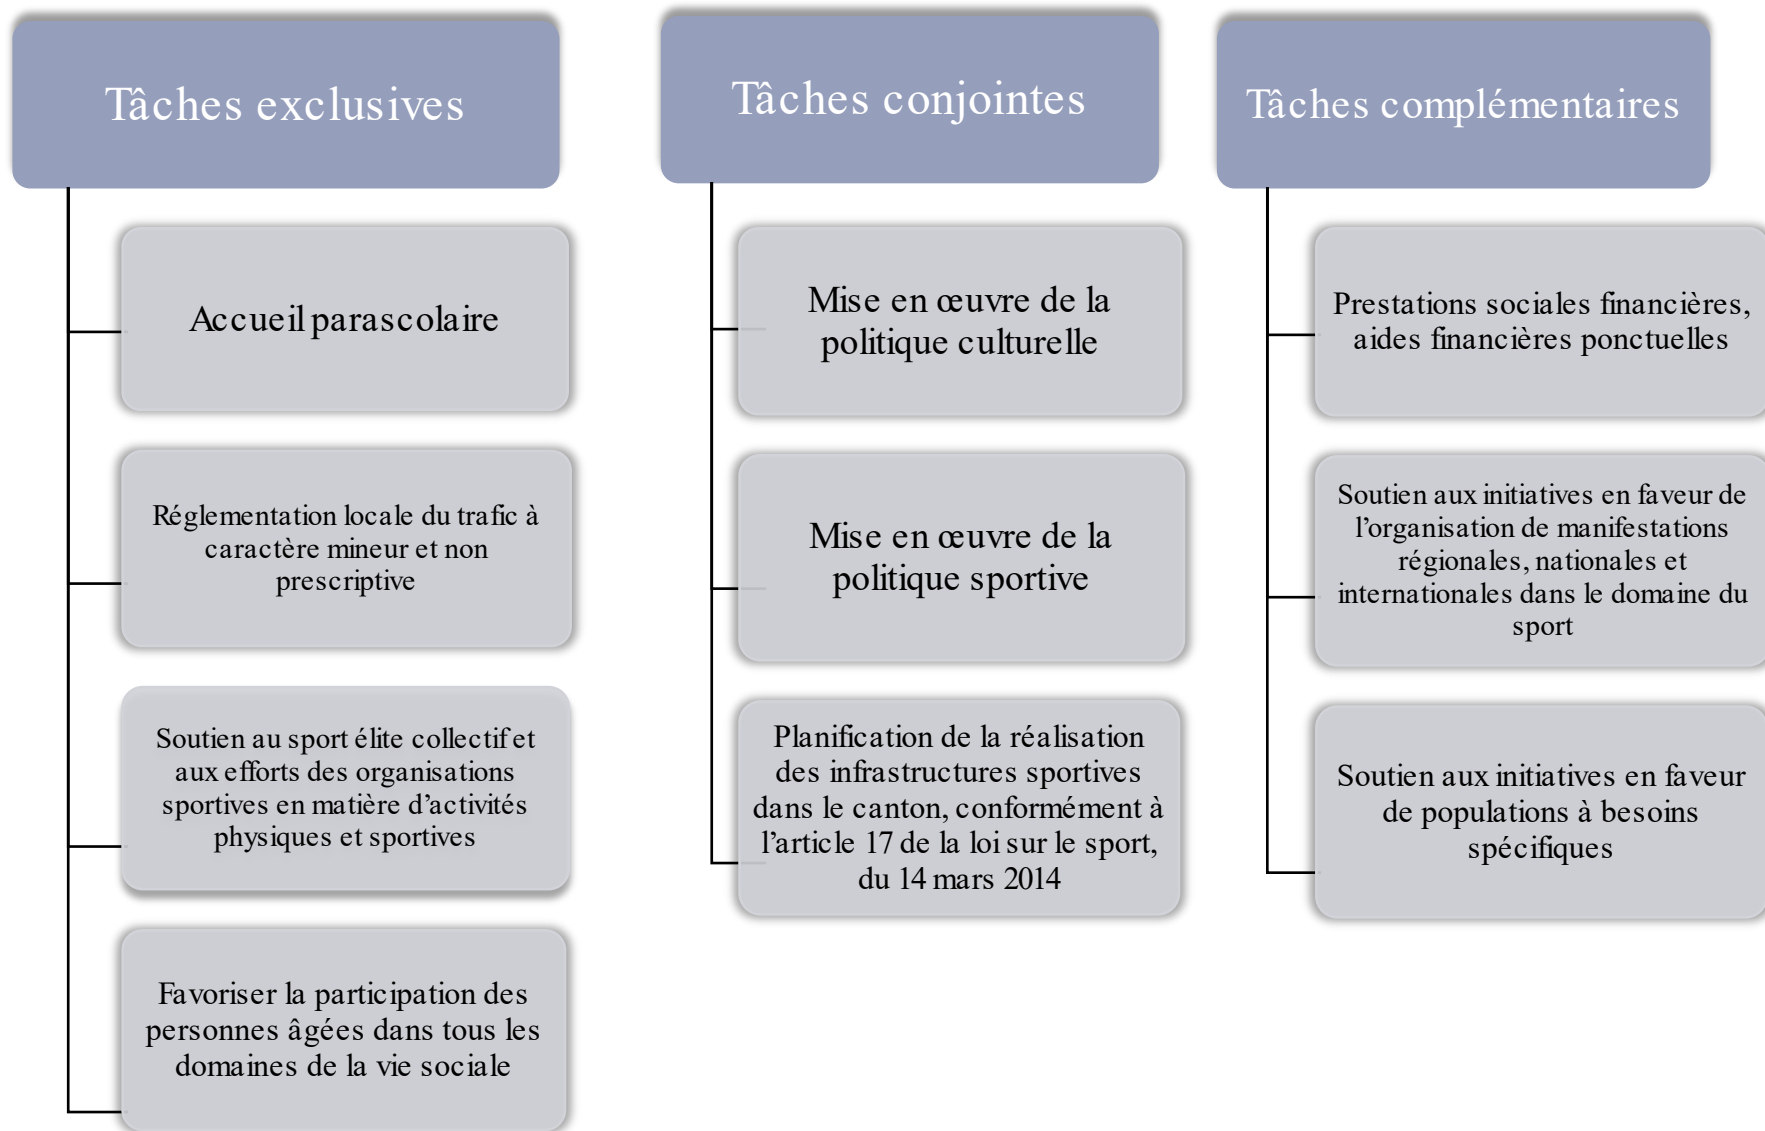 Tâches exclusives
Accueil parascolaire
Réglementation locale du trafic à
caractère mineur et non
prescriptive
Soutien au sport élite collectif et
aux efforts des organisations
sportives en matière d’activités
physiques et sportives
Favoriser la participation des
personnes âgées dans tous les
domaines de la vie sociale
Tâches conjointes
Mise en œuvre de la
politique culturelle
Mise en œuvre de la
politique sportive
Planification de la réalisation
des infrastructures sportives
dans le canton, conformément à
l’article 17 de la loi sur le sport,
du 14 mars 2014
Tâches complémentaires
Prestations sociales financières,
aides financières ponctuelles
Soutien aux initiatives en faveur de
l’organisation de manifestations
régionales, nationales et
internationales dans le domaine du
sport
Soutien aux initiatives en faveur
de populations à besoins
spécifiques